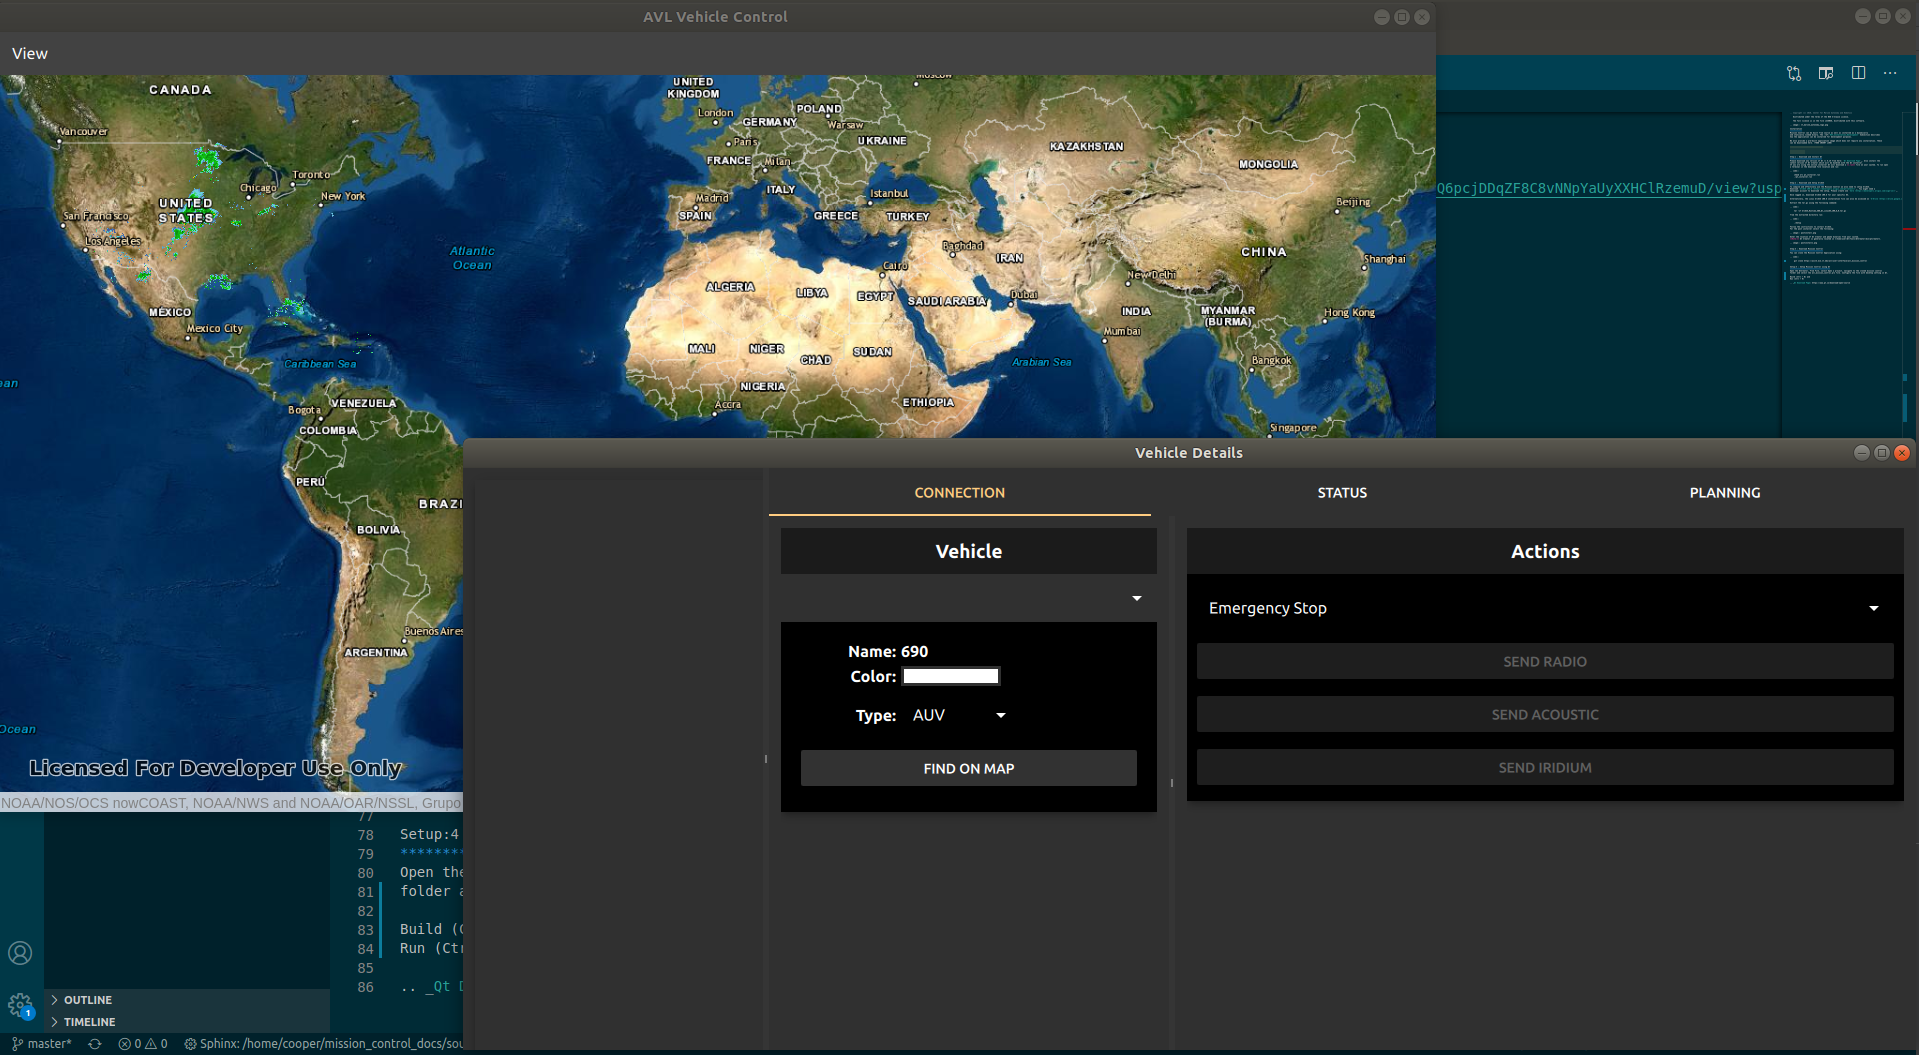 AVL Vehicle Control
View
CANADA
Vancouver
UNITED
KINGDOM
London
Paris
GERMANY
POLAND
Warsaw
UKRAINE
FRANCE
Milan
ITALY
KAZAKHSTAN
MONGOLIA
Chicago
Toronto
New York
UNITED
STATES
San Francisco
Los Angeles
Madrid
SPAIN
Istanbul
GREECE
TURKEY
Beijing
Q6pcjDDqZF8C8vNNpYaUyXXHClRzemuD/view?usp
Atlantic
Ocean
Baghdad
IRAN
CHINA
Shanghai
Cairo
New Delhi
ALGERIA
LIBYA
EGYPT
SAUDI ARABIA
Dubai
MÉXICO
Mexico City
INDIA
MYANMAR
(BURMA)
Hong Kong
Mumbai
MALI
NIGER
CHAD
SUDAN
Caribbean Sea
Arabian Sea
Bangkok
ean
NIGERIA
Accra
ETHIOPIA
Bogota
VENEZUELA
COLOMBIA
Singapore
PERÚ
BRAZI
BOLIVIA
Buenos Aires
ARGENTINA
Ocean
Licensed For Developer Use Only
NOAA/NOS/OCS nowCOAST, NOAA/NWS and NOAA/OAR/NSSL, Grupo
Vehicle Details
CONNECTION
STATUS
PLANNING
Vehicle
Actions
Name: 690
Color:
Type: AUV
FIND ON MAP
Emergency Stop
SEND RADIO
SEND ACOUSTIC
SEND IRIDIUM
77
78 Setup:4
79 ********
80 Open the
81 folder a
82
83 Build (C
84 Run (Ctr
85
86 .. _Qt D
OUTLINE
TIMELINE
1
master* 0 0 Sphinx: /home/cooper/mission_control_docs/sou